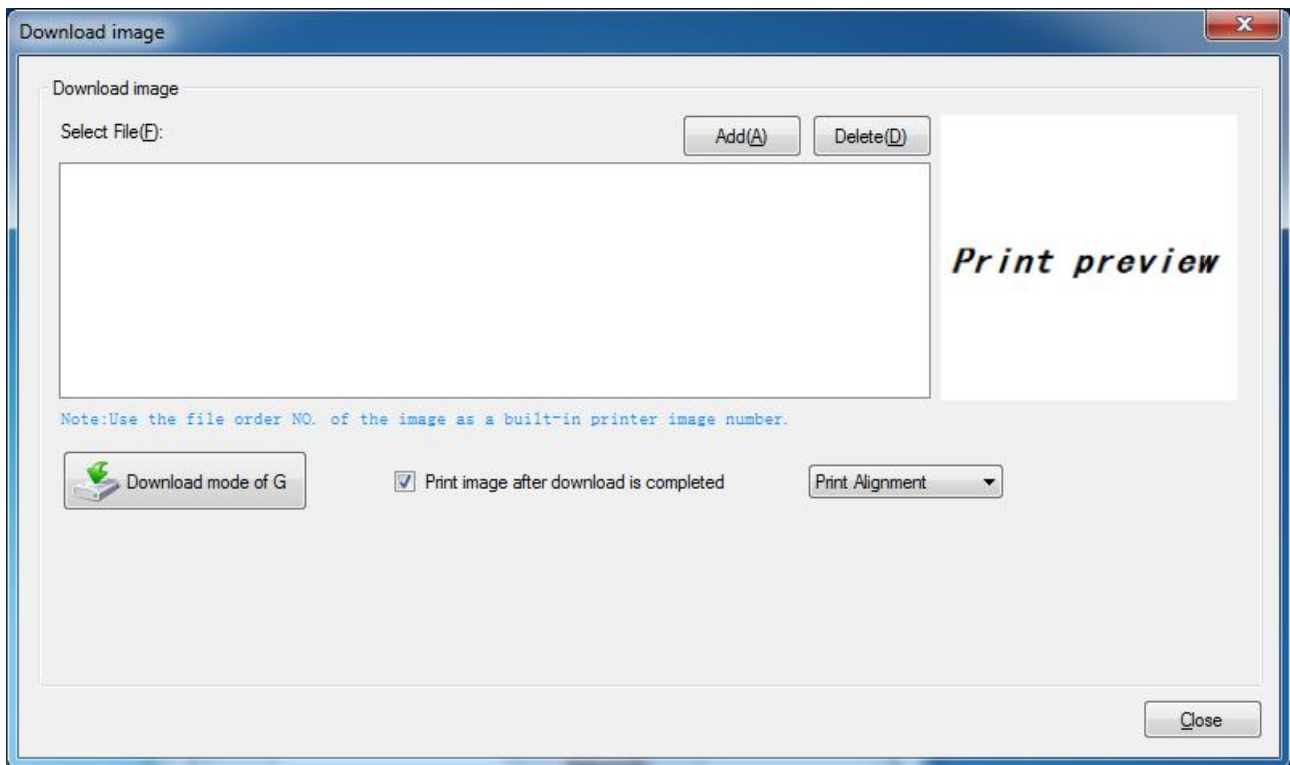 Download image
Download image
Select File(F):
Add(A)
Delete(D)
Print preview
Note:Use the file order NO. of the image as a built-in printer image number.
Download mode of G
Print image after download is completed
Print Alignment
Close